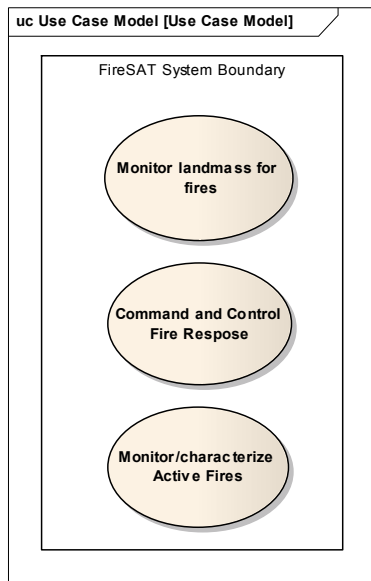 uc Use Case Model [Use Case Model]
FireSAT System Boundary
Monitor landmass for
fires
Command and Control
Fire Respose
Monitor/characterize
Active Fires